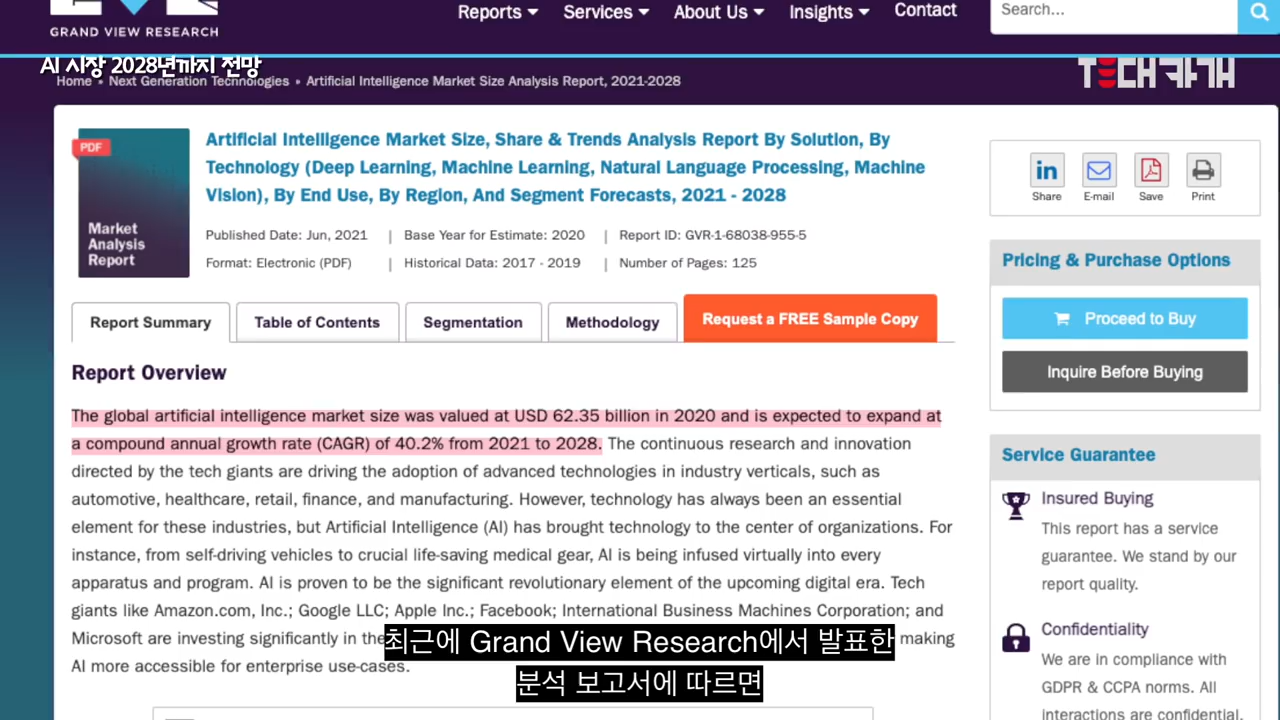 Reports Services About Us Insights Contact Search...
GRAND VIEW RESEARCH
AI 시장 2028년까지 전망
TECH 카개
Home • Next Generation Technologies • Artificial Intelligence Market Size Analysis Report, 2021-2028
PDF
Market
Analysis
Report
Artificial Intelligence Market Size, Share & Trends Analysis Report By Solution, By
Technology (Deep Learning, Machine Learning, Natural Language Processing, Machine
Vision), By End Use, By Region, And Segment Forecasts, 2021 - 2028
Published Date: Jun, 2021 | Base Year for Estimate: 2020 | Report ID: GVR-1-68038-955-5
Format: Electronic (PDF) | Historical Data: 2017 - 2019 | Number of Pages: 125
Share E-mail Save Print
Report Summary Table of Contents Segmentation Methodology Request a FREE Sample Copy
Report Overview
The global artificial intelligence market size was valued at USD 62.35 billion in 2020 and is expected to expand at
a compound annual growth rate (CAGR) of 40.2% from 2021 to 2028. The continuous research and innovation
directed by the tech giants are driving the adoption of advanced technologies in industry verticals, such as
automotive, healthcare, retail, finance, and manufacturing. However, technology has always been an essential
element for these industries, but Artificial Intelligence (AI) has brought technology to the center of organizations. For
instance, from self-driving vehicles to crucial life-saving medical gear, AI is being infused virtually into every
apparatus and program. AI is proven to be the significant revolutionary element of the upcoming digital era. Tech
giants like Amazon.com, Inc.; Google LLC; Apple Inc.; Facebook; International Business Machines Corporation; and
Microsoft are investing significantly in the making
AI more accessible for enterprise use-cases.
Pricing & Purchase Options
Proceed to Buy
Inquire Before Buying
Service Guarantee
Insured Buying
This report has a service
guarantee. We stand by our
report quality.
Confidentiality
We are in compliance with
GDPR & CCPA norms. All
interactions are confidential.
최근에 Grand View Research에서 발표한
분석 보고서에 따르면